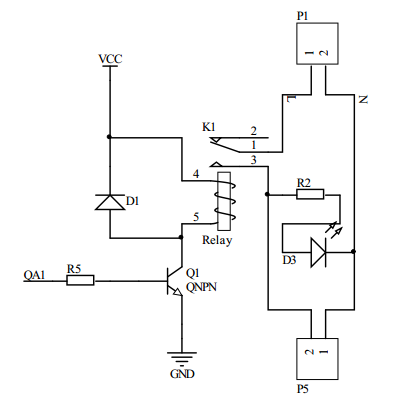 P1
1 2
VCC
K1
2
1
3
L
N
4
D1
R2
5
Relay
D3
QA1
R5
Q1
QNPN
GND
2 1
P5